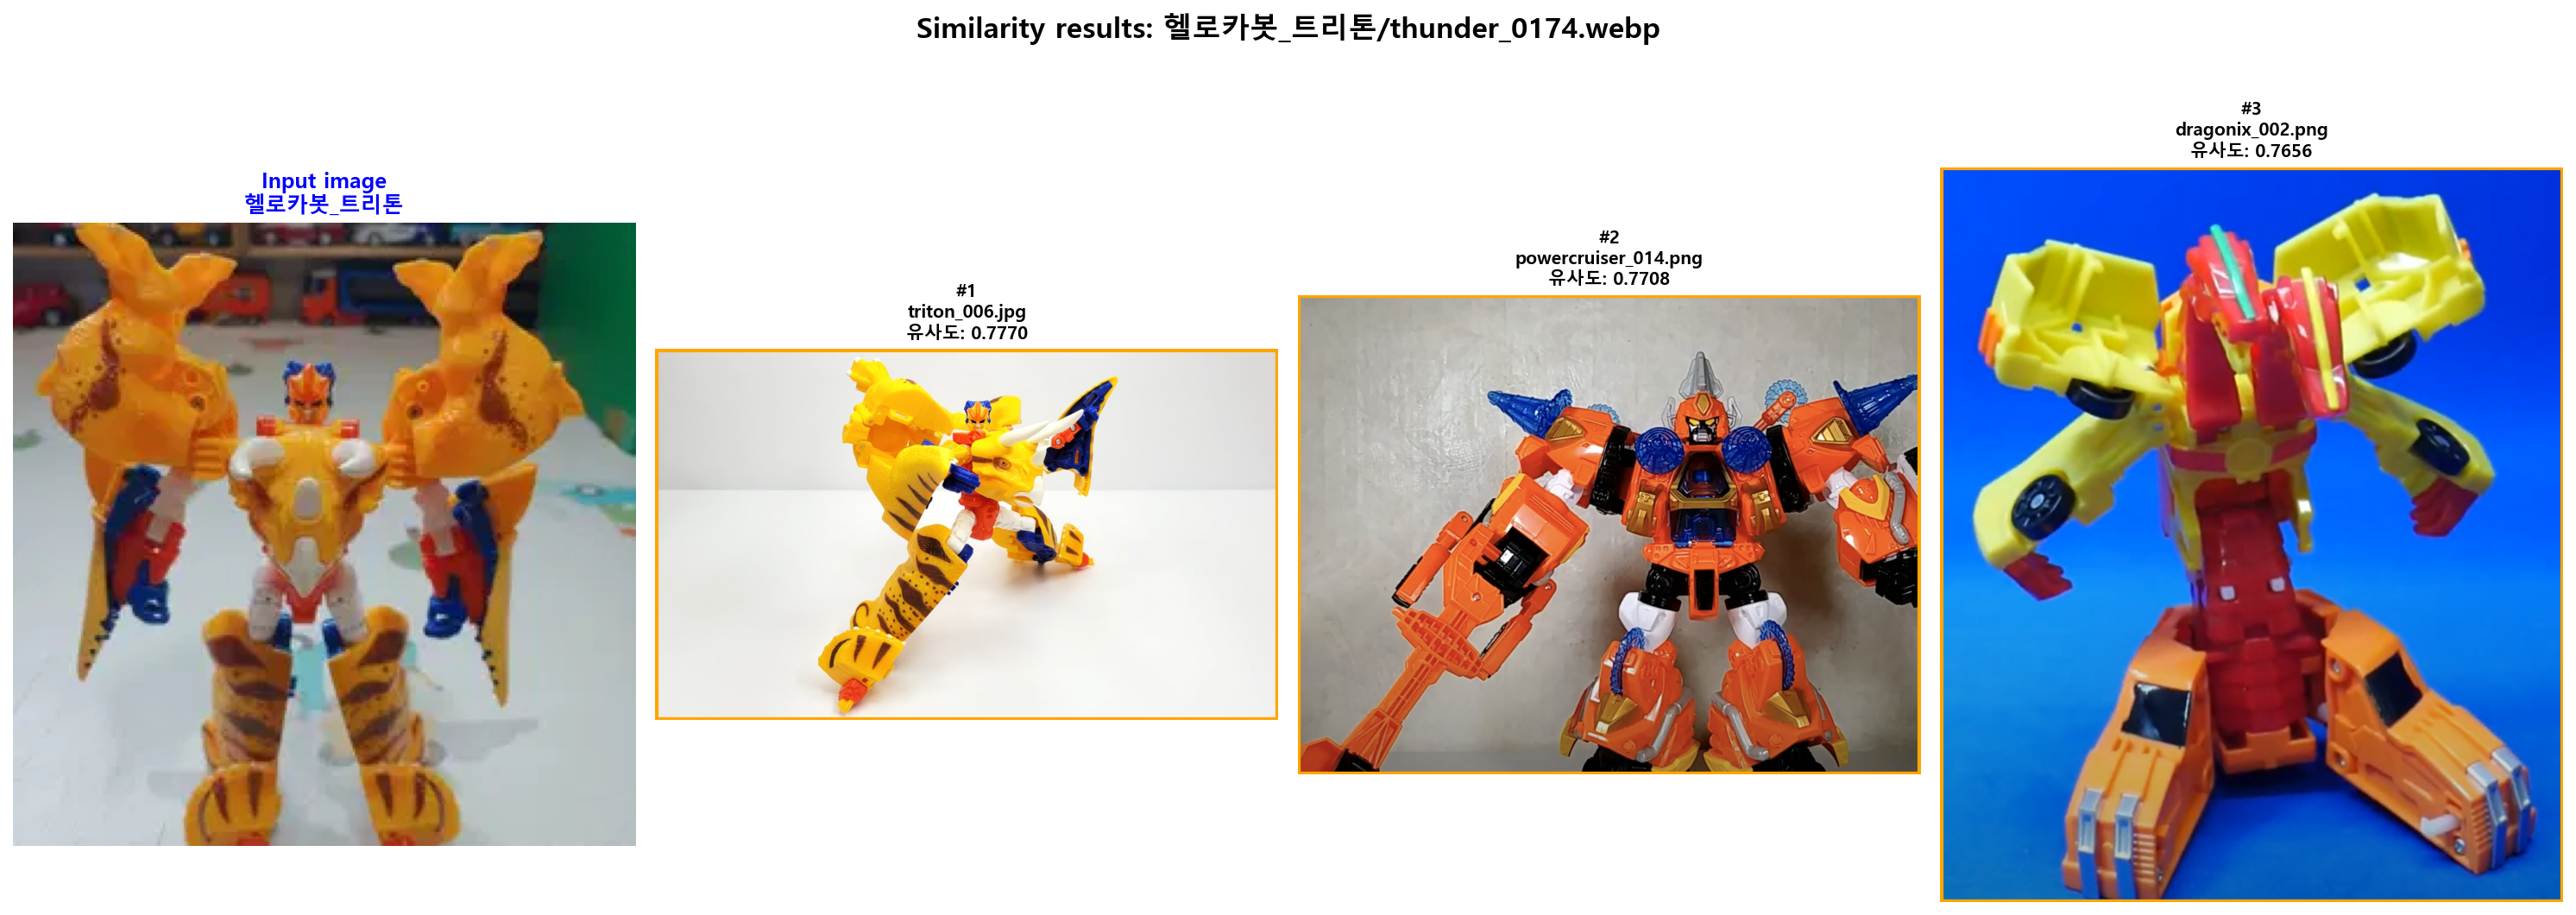 Similarity results: 헬로카봇_트리톤/thunder_0174.webp
Input image
헬로카봇_트리톤
#1
triton_006.jpg
유사도: 0.7770
#2
powercruiser_014.png
유사도: 0.7708
#3
dragonix_002.png
유사도: 0.7656